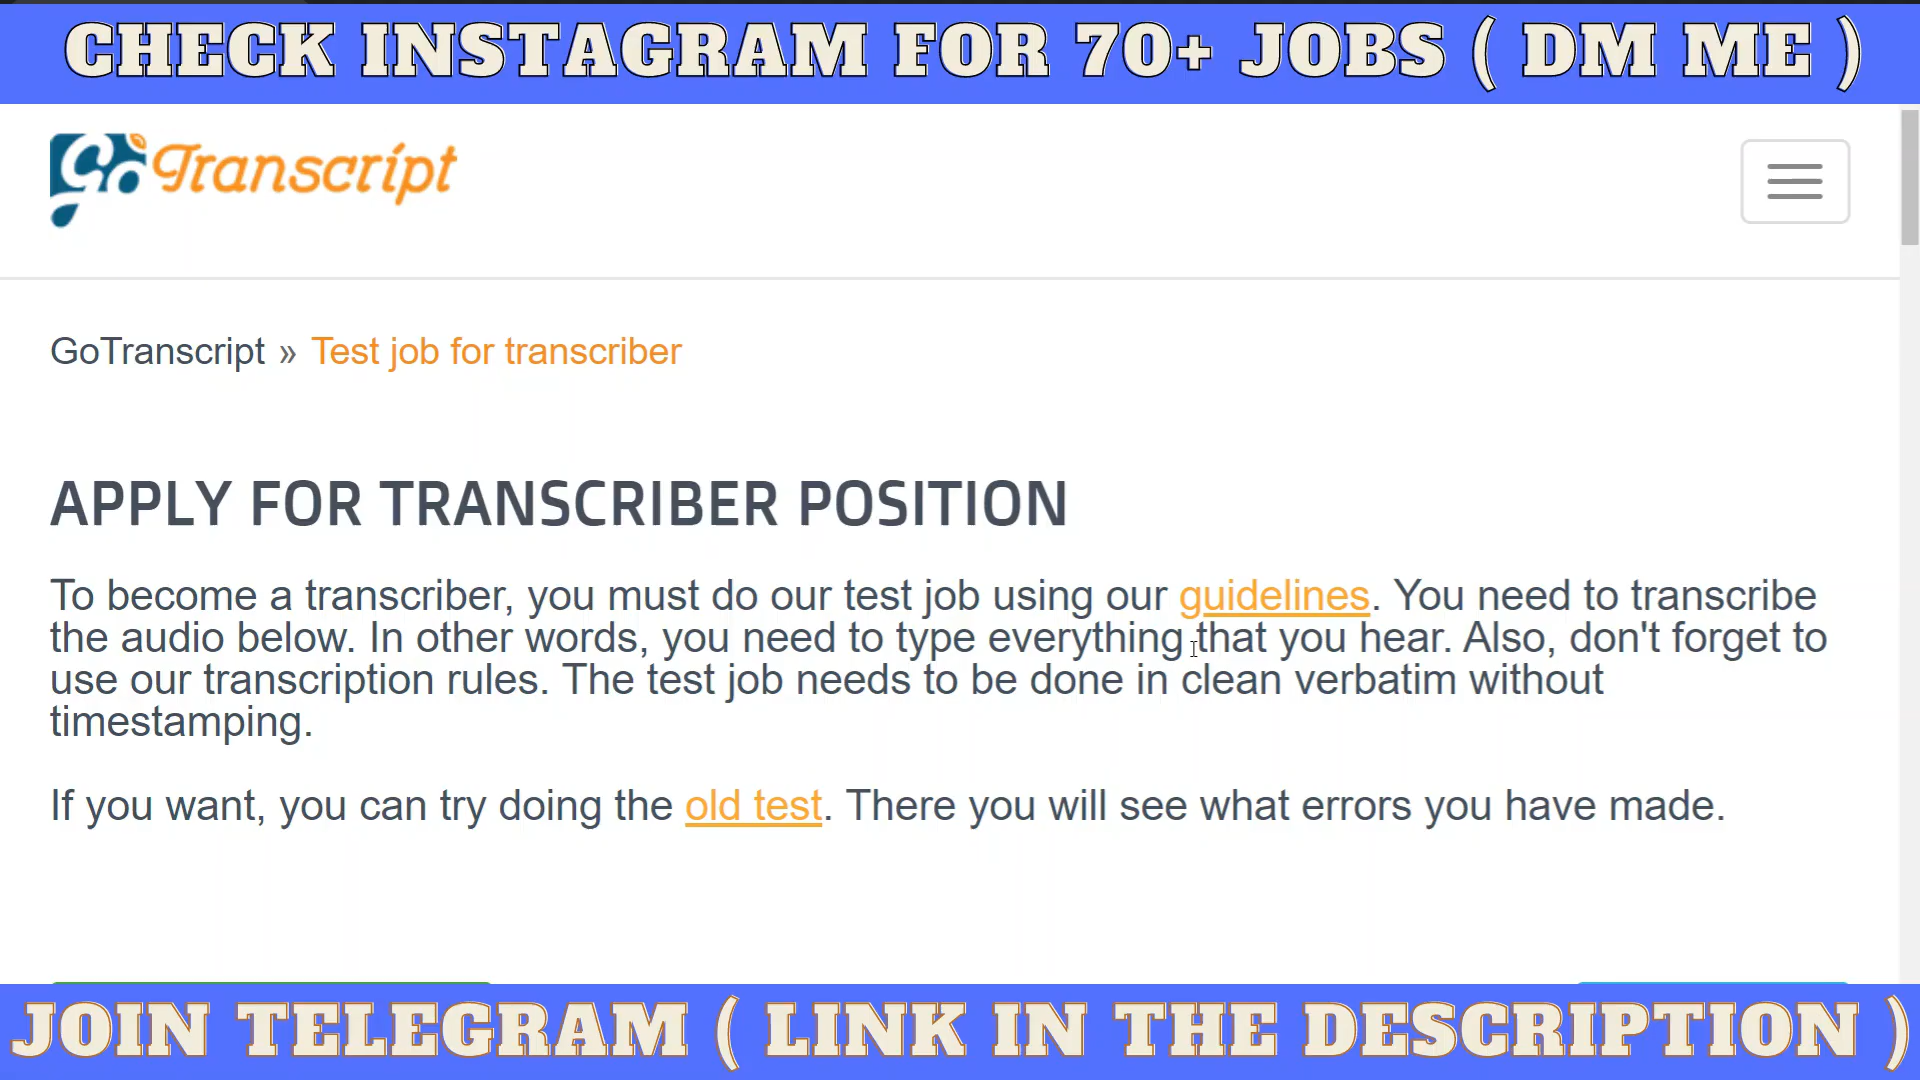 CHECK INSTAGRAM FOR 70+ JOBS ( DM ME )
GoTranscript
GoTranscript » Test job for transcriber
APPLY FOR TRANSCRIBER POSITION
To become a transcriber, you must do our test job using our guidelines. You need to transcribe
the audio below. In other words, you need to type everything that you hear. Also, don't forget to
use our transcription rules. The test job needs to be done in clean verbatim without
timestamping.
If you want, you can try doing the old test. There you will see what errors you have made.
JOIN TELEGRAM ( LINK IN THE DESCRIPTION )